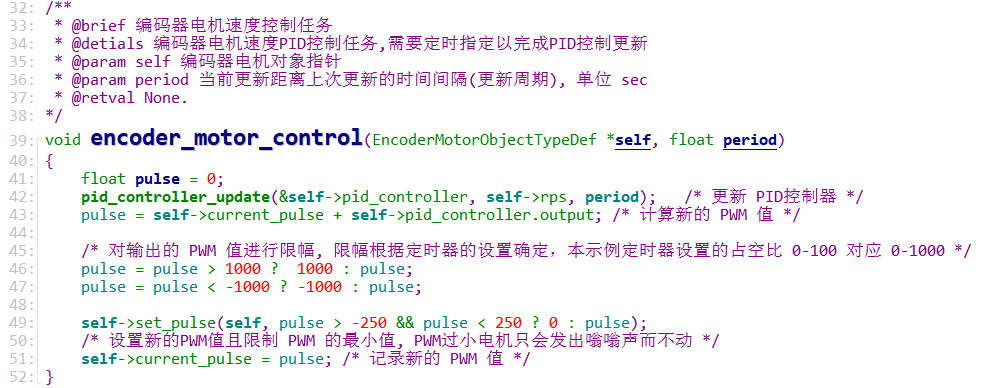 32: /**
33:  * @brief 编码器电机速度控制任务
34:  * @detials 编码器电机速度PID控制任务,需要定时指定以完成PID控制更新
35:  * @param self 编码器电机对象指针
36:  * @param period 当前更新距离上次更新的时间间隔(更新周期), 单位 sec
37:  * @retval None.
38: */
39: void encoder_motor_control(EncoderMotorObjectTypeDef *self, float period)
40: {
41:     float pulse = 0;
42:     pid_controller_update(&self->pid_controller, self->rps, period);   /* 更新 PID控制器 */
43:     pulse = self->current_pulse + self->pid_controller.output; /* 计算新的 PWM 值 */
44:
45:     /* 对输出的 PWM 值进行限幅, 限幅根据定时器的设置确定，本示例定时器设置的占空比 0-100 对应 0-1000 */
46:     pulse = pulse > 1000 ?  1000 : pulse;
47:     pulse = pulse < -1000 ? -1000 : pulse;
48:
49:     self->set_pulse(self, pulse > -250 && pulse < 250 ? 0 : pulse);
50:     /* 设置新的PWM值且限制 PWM 的最小值, PWM过小电机只会发出嗡嗡声而不动 */
51:     self->current_pulse = pulse; /* 记录新的 PWM 值 */
52: }